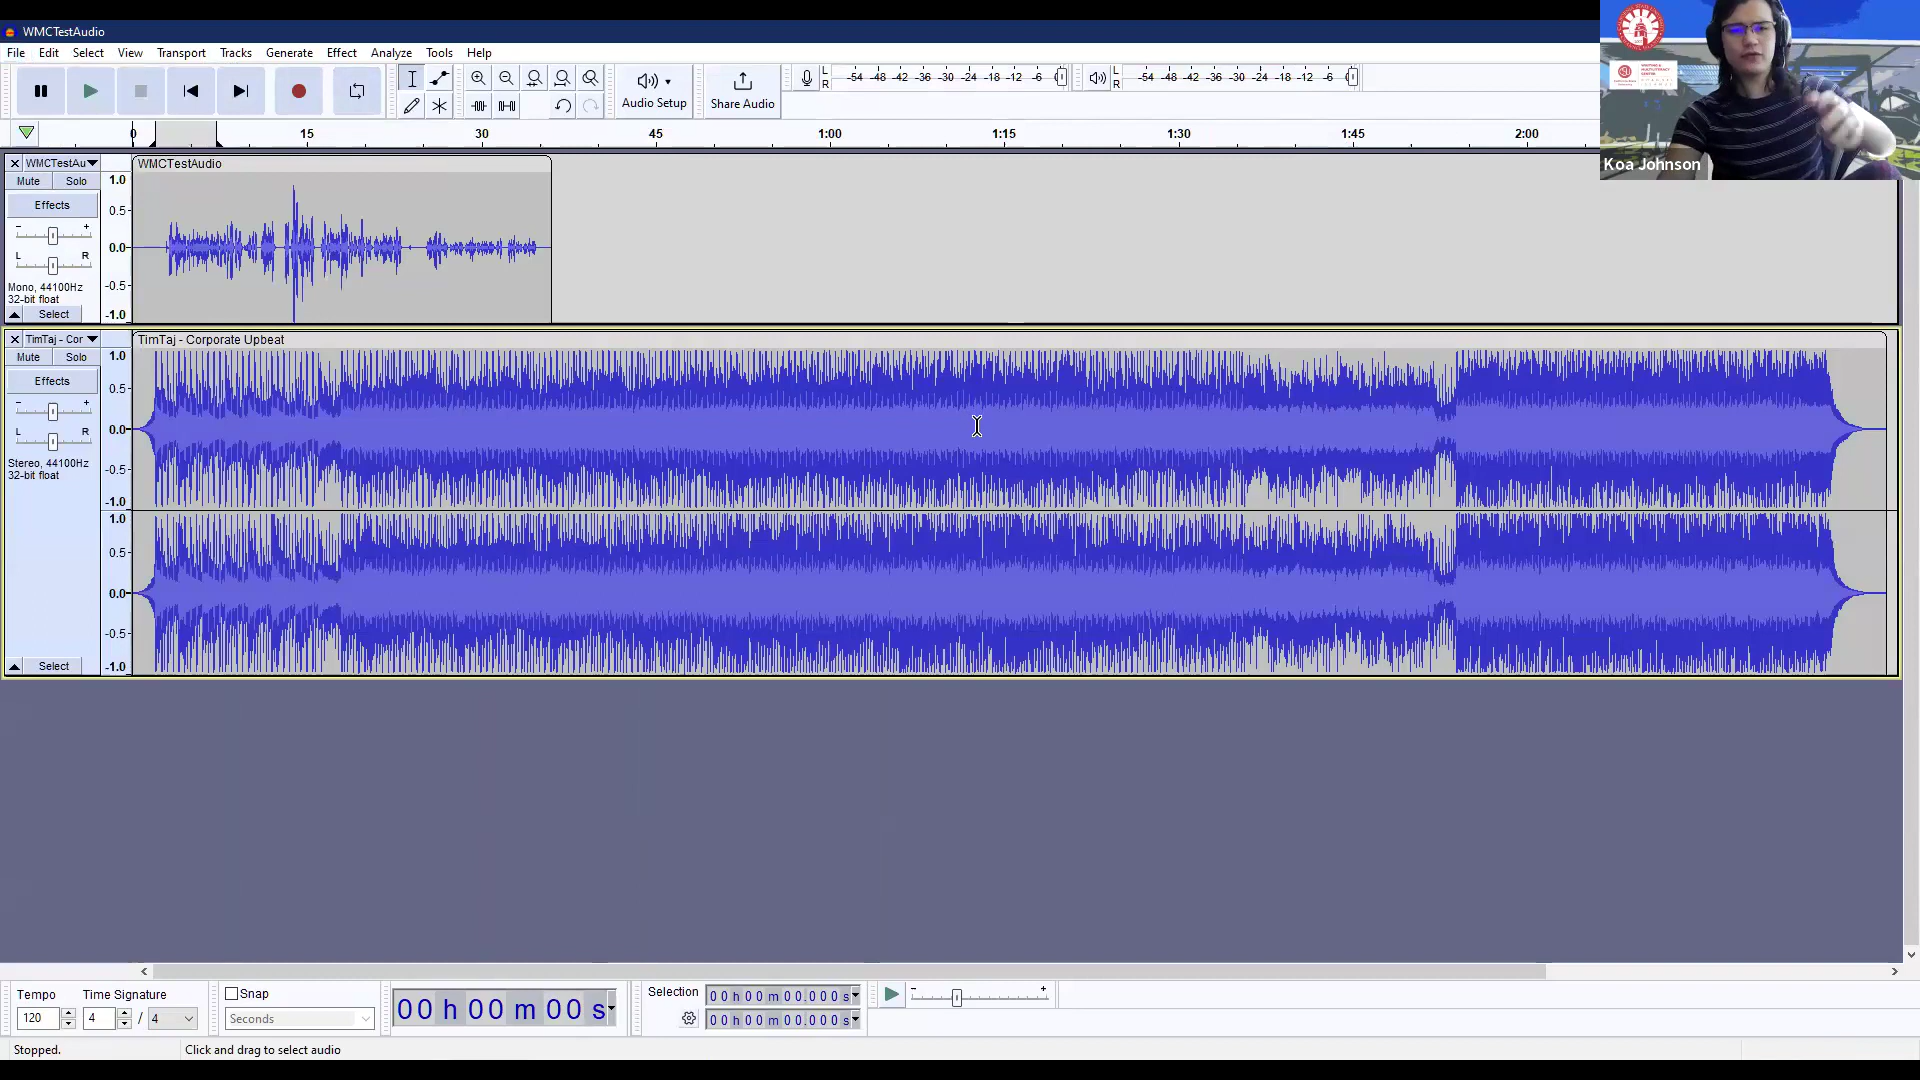 WMCTestAudio
File Edit Select View Transport Tracks Generate Effect Analyze Tools Help
Audio Setup
Share Audio
L
R
-54 -48 -42 -36 -30 -24 -18 -12 -6 0
L
R
-54 -48 -42 -36 -30 -24 -18 -12 -6 0
Koa Johnson
0 15 30 45 1:00 1:15 1:30 1:45 2:00
WMCTestAu
WMCTestAudio
Mute Solo
Effects
- +
L R
Mono, 44100Hz
32-bit float
Select
1.0
0.5
0.0
-0.5
-1.0
TimTaj - Cor
TimTaj - Corporate Upbeat
Mute Solo
Effects
- +
L R
Stereo, 44100Hz
32-bit float
Select
1.0
0.5
0.0
-0.5
-1.0
1.0
0.5
0.0
-0.5
-1.0
Tempo
120
Time Signature
4 / 4
Snap
Seconds
00 h 00 m 00 s
Selection
00 h 00 m 00.000 s
00 h 00 m 00.000 s
- +
Stopped.
Click and drag to select audio